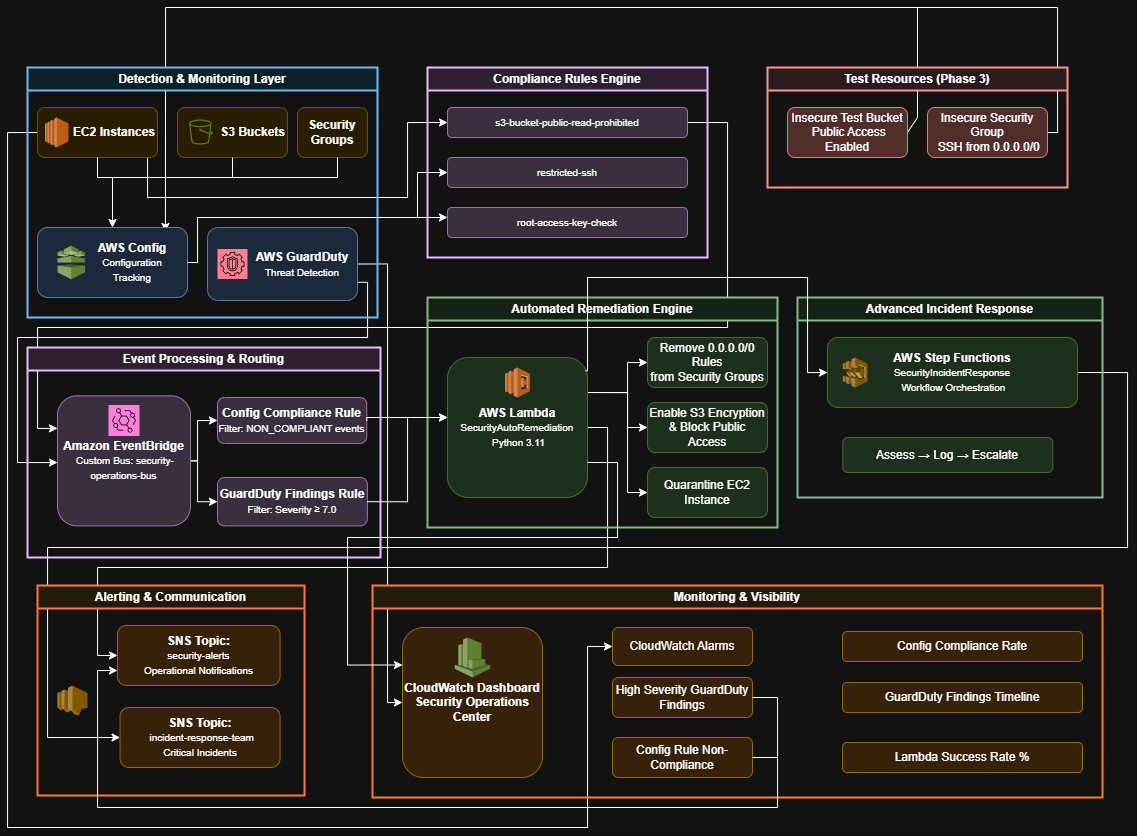 Detection & Monitoring Layer
EC2 Instances
S3 Buckets
Security
Groups
AWS Config
Configuration
Tracking
AWS GuardDuty
Threat Detection
Compliance Rules Engine
s3-bucket-public-read-prohibited
restricted-ssh
root-access-key-check
Test Resources (Phase 3)
Insecure Test Bucket
Public Access
Enabled
Insecure Security
Group
SSH from 0.0.0.0/0
Event Processing & Routing
Amazon EventBridge
Custom Bus: security-
operations-bus
Config Compliance Rule
Filter: NON_COMPLIANT events
GuardDuty Findings Rule
Filter: Severity ≥ 7.0
Automated Remediation Engine
AWS Lambda
SecurityAutoRemediation
Python 3.11
Remove 0.0.0.0/0
Rules
from Security Groups
Enable S3 Encryption
& Block Public
Access
Quarantine EC2
Instance
Advanced Incident Response
AWS Step Functions
SecurityIncidentResponse
Workflow Orchestration
Assess → Log → Escalate
Alerting & Communication
SNS Topic:
security-alerts
Operational Notifications
SNS Topic:
incident-response-team
Critical Incidents
Monitoring & Visibility
CloudWatch Dashboard
Security Operations
Center
CloudWatch Alarms
High Severity GuardDuty
Findings
Config Rule Non-
Compliance
Config Compliance Rate
GuardDuty Findings Timeline
Lambda Success Rate %